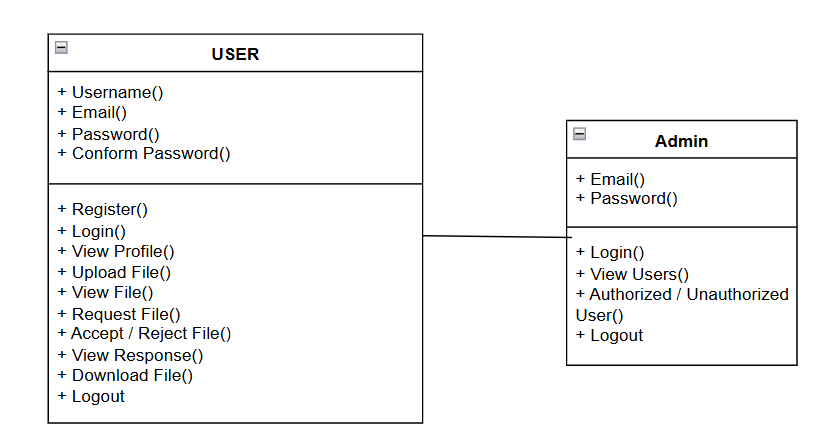 USER
+ Username()
+ Email()
+ Password()
+ Conform Password()
+ Register()
+ Login()
+ View Profile()
+ Upload File()
+ View File()
+ Request File()
+ Accept / Reject File()
+ View Response()
+ Download File()
+ Logout
Admin
+ Email()
+ Password()
+ Login()
+ View Users()
+ Authorized / Unauthorized
User()
+ Logout